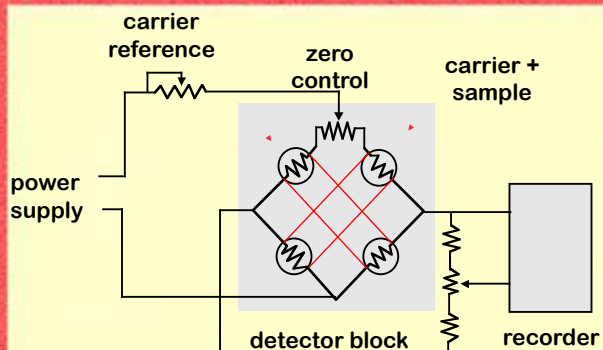 carrier
reference
zero
control
carrier +
sample
power
supply
detector block
recorder